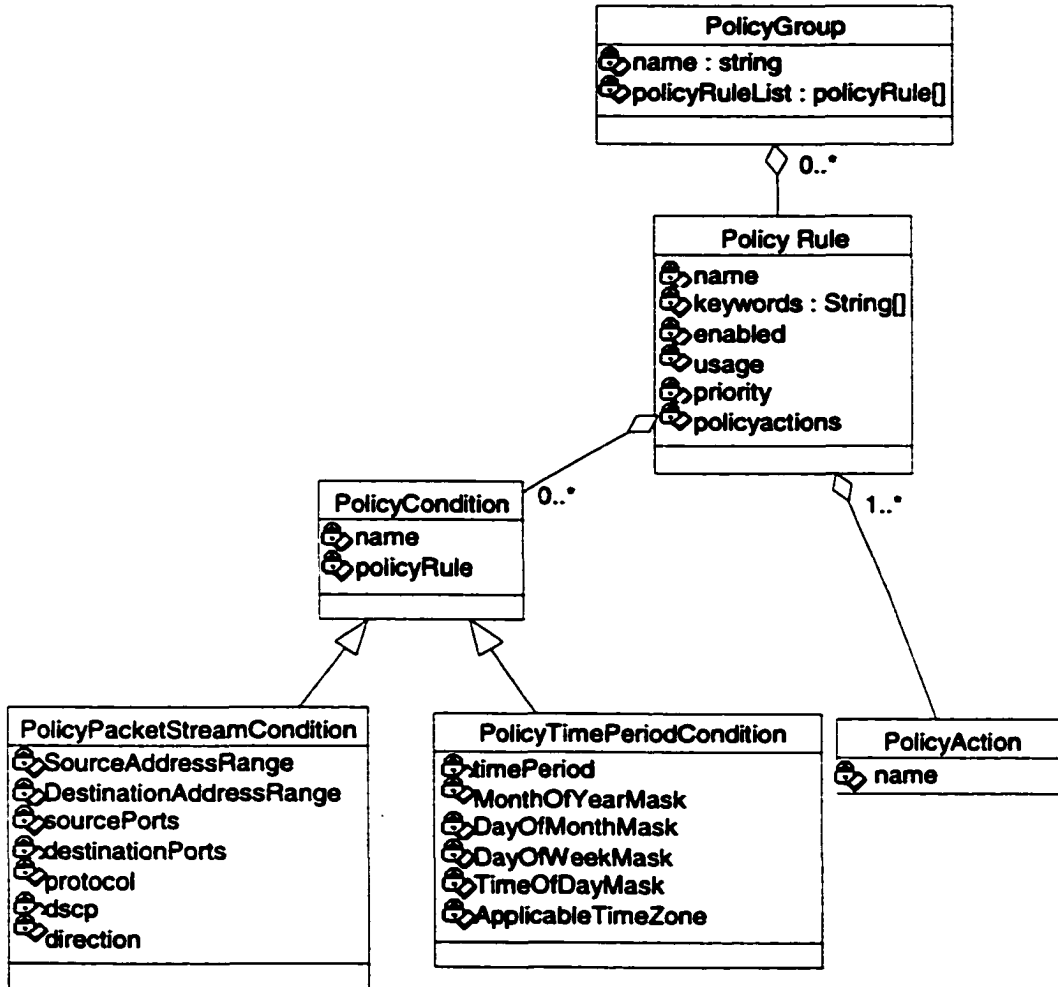 PolicyGroup
name : string
policyRuleList : policyRule[]
0..*
Policy Rule
name
keywords : String[]
enabled
usage
priority
policyactions
0..*
1..*
PolicyCondition
name
policyRule
PolicyPacketStreamCondition
SourceAddressRange
DestinationAddressRange
sourcePorts
destinationPorts
protocol
dscp
direction
PolicyTimePeriodCondition
timePeriod
MonthOfYearMask
DayOfMonthMask
DayOfWeekMask
TimeOfDayMask
ApplicableTimeZone
PolicyAction
name